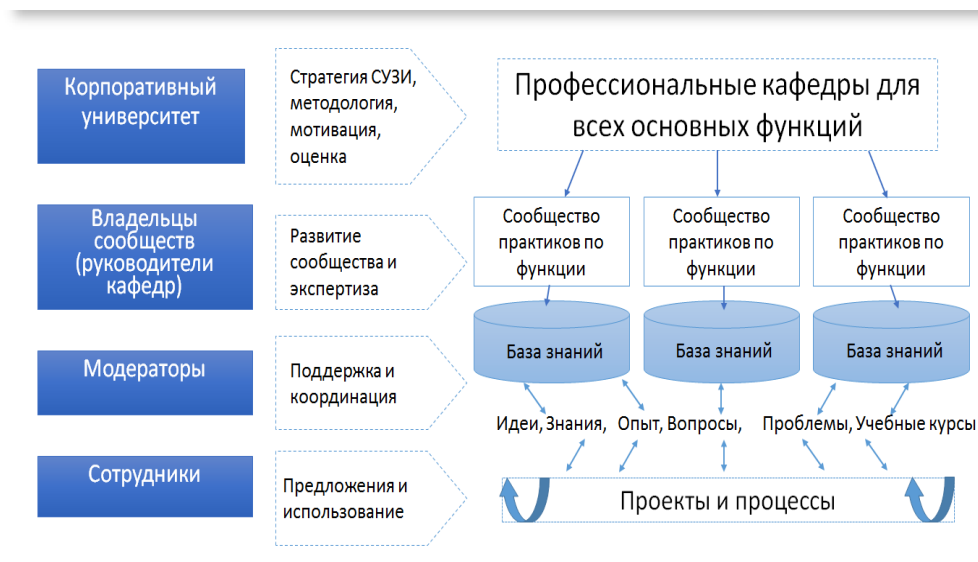 Корпоративный
университет
Стратегия СУЗИ,
методология,
мотивация,
оценка
Профессиональные кафедры для
всех основных функций
Владельцы
сообществ
(руководители
кафедр)
Развитие
сообщества и
экспертиза
Сообщество
практиков по
функции
Сообщество
практиков по
функции
Сообщество
практиков по
функции
База знаний
База знаний
База знаний
Модераторы
Поддержка и
координация
Идеи, Знания, Опыт, Вопросы, Проблемы, Учебные курсы
Сотрудники
Предложения и
использование
Проекты и процессы